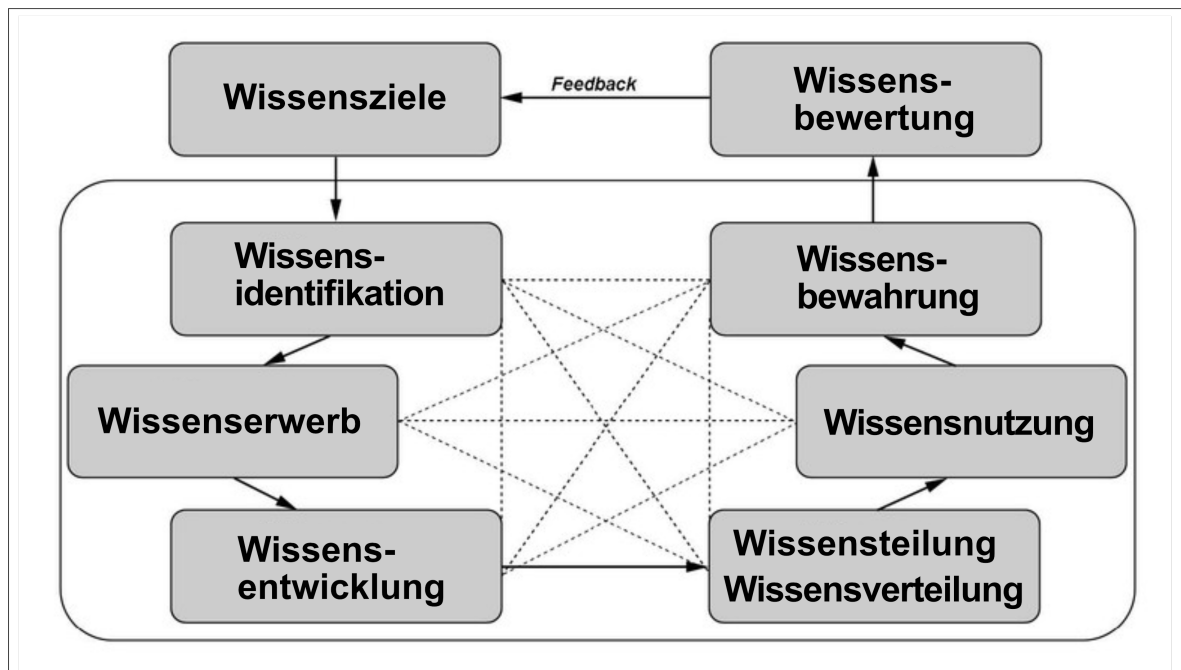 Wissensziele
Feedback
Wissens-
bewertung
Wissens-
identifikation
Wissens-
bewahrung
Wissenserwerb
Wissensnutzung
Wissens-
entwicklung
Wissensteilung
Wissensverteilung